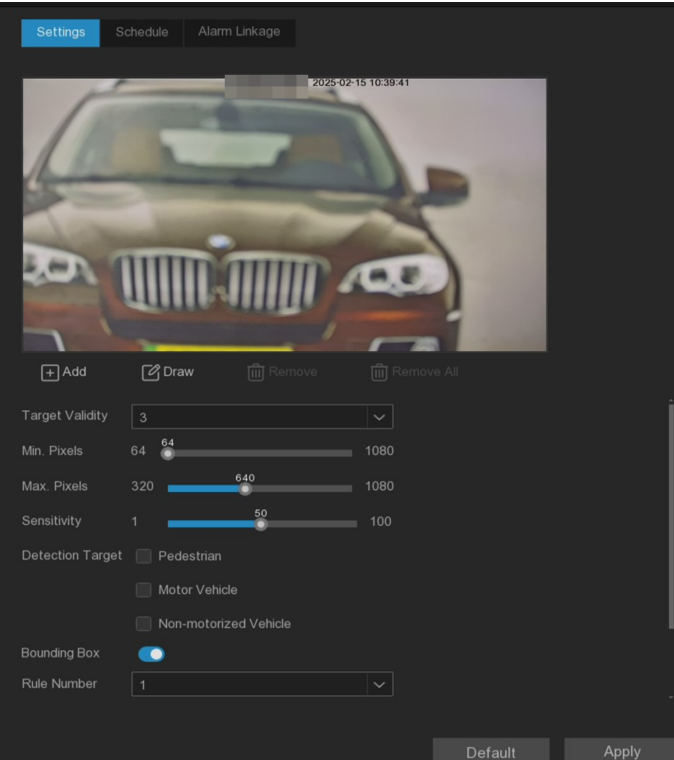 Settings Schedule Alarm Linkage
2025-02-15 10:39:41
Add Draw Remove Remove All
Target Validity 3
Min. Pixels 64 64 1080
Max. Pixels 320 640 1080
Sensitivity 1 50 100
Detection Target Pedestrian
Motor Vehicle
Non-motorized Vehicle
Bounding Box
Rule Number 1
Default Apply